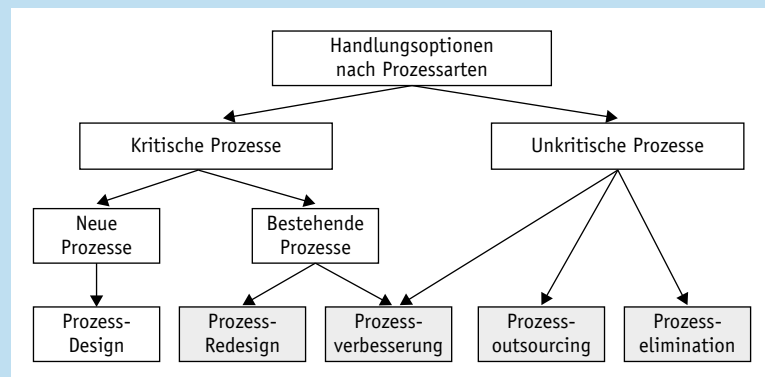 Handlungsoptionen
nach Prozessarten
Kritische Prozesse
Unkritische Prozesse
Neue
Prozesse
Bestehende
Prozesse
Prozess-
Design
Prozess-
Redesign
Prozess-
verbesserung
Prozess-
outsourcing
Prozess-
elimination